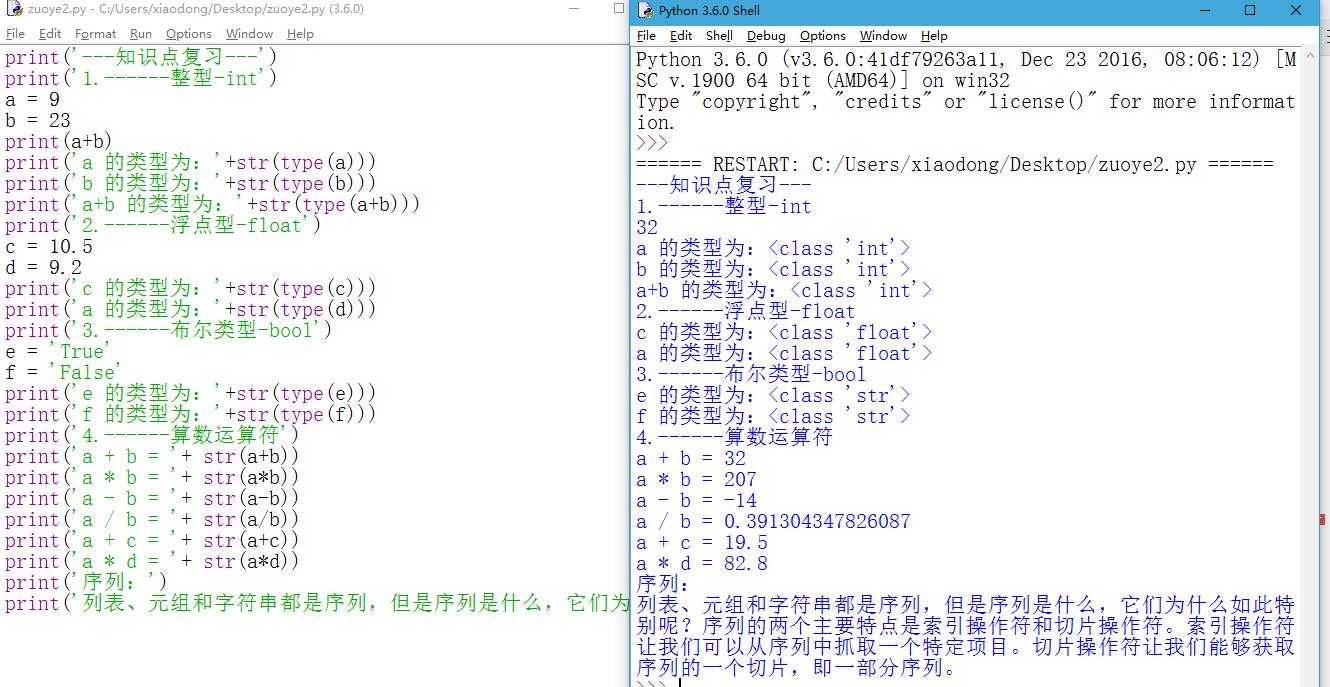 zuoye2.py - C:/Users/xiaodong/Desktop/zuoye2.py (3.6.0)
File Edit Format Run Options Window Help
print('---知识点复习---')
print('1.------整型-int')
a = 9
b = 23
print(a+b)
print('a 的类型为：'+str(type(a)))
print('b 的类型为：'+str(type(b)))
print('a+b 的类型为：'+str(type(a+b)))
print('2.------浮点型-float')
c = 10.5
d = 9.2
print('c 的类型为：'+str(type(c)))
print('a 的类型为：'+str(type(d)))
print('3.------布尔类型-bool')
e = 'True'
f = 'False'
print('e 的类型为：'+str(type(e)))
print('f 的类型为：'+str(type(f)))
print('4.------算数运算符')
print('a + b = '+ str(a+b))
print('a * b = '+ str(a*b))
print('a - b = '+ str(a-b))
print('a / b = '+ str(a/b))
print('a + c = '+ str(a+c))
print('a * d = '+ str(a*d))
print('序列：')
print('列表、元组和字符串都是序列，但是序列是什么，它们为
Python 3.6.0 Shell
File Edit Shell Debug Options Window Help
Python 3.6.0 (v3.6.0:41df79263a11, Dec 23 2016, 08:06:12) [M
SC v.1900 64 bit (AMD64)] on win32
Type "copyright", "credits" or "license()" for more informat
ion.
>>>
====== RESTART: C:/Users/xiaodong/Desktop/zuoye2.py ======
---知识点复习---
1.------整型-int
32
a 的类型为：<class 'int'>
b 的类型为：<class 'int'>
a+b 的类型为：<class 'int'>
2.------浮点型-float
c 的类型为：<class 'float'>
a 的类型为：<class 'float'>
3.------布尔类型-bool
e 的类型为：<class 'str'>
f 的类型为：<class 'str'>
4.------算数运算符
a + b = 32
a * b = 207
a - b = -14
a / b = 0.391304347826087
a + c = 19.5
a * d = 82.8
序列：
列表、元组和字符串都是序列，但是序列是什么，它们为什么如此特
别呢？序列的两个主要特点是索引操作符和切片操作符。索引操作符
让我们可以从序列中抓取一个特定项目。切片操作符让我们能够获取
序列的一个切片，即一部分序列。
>>>